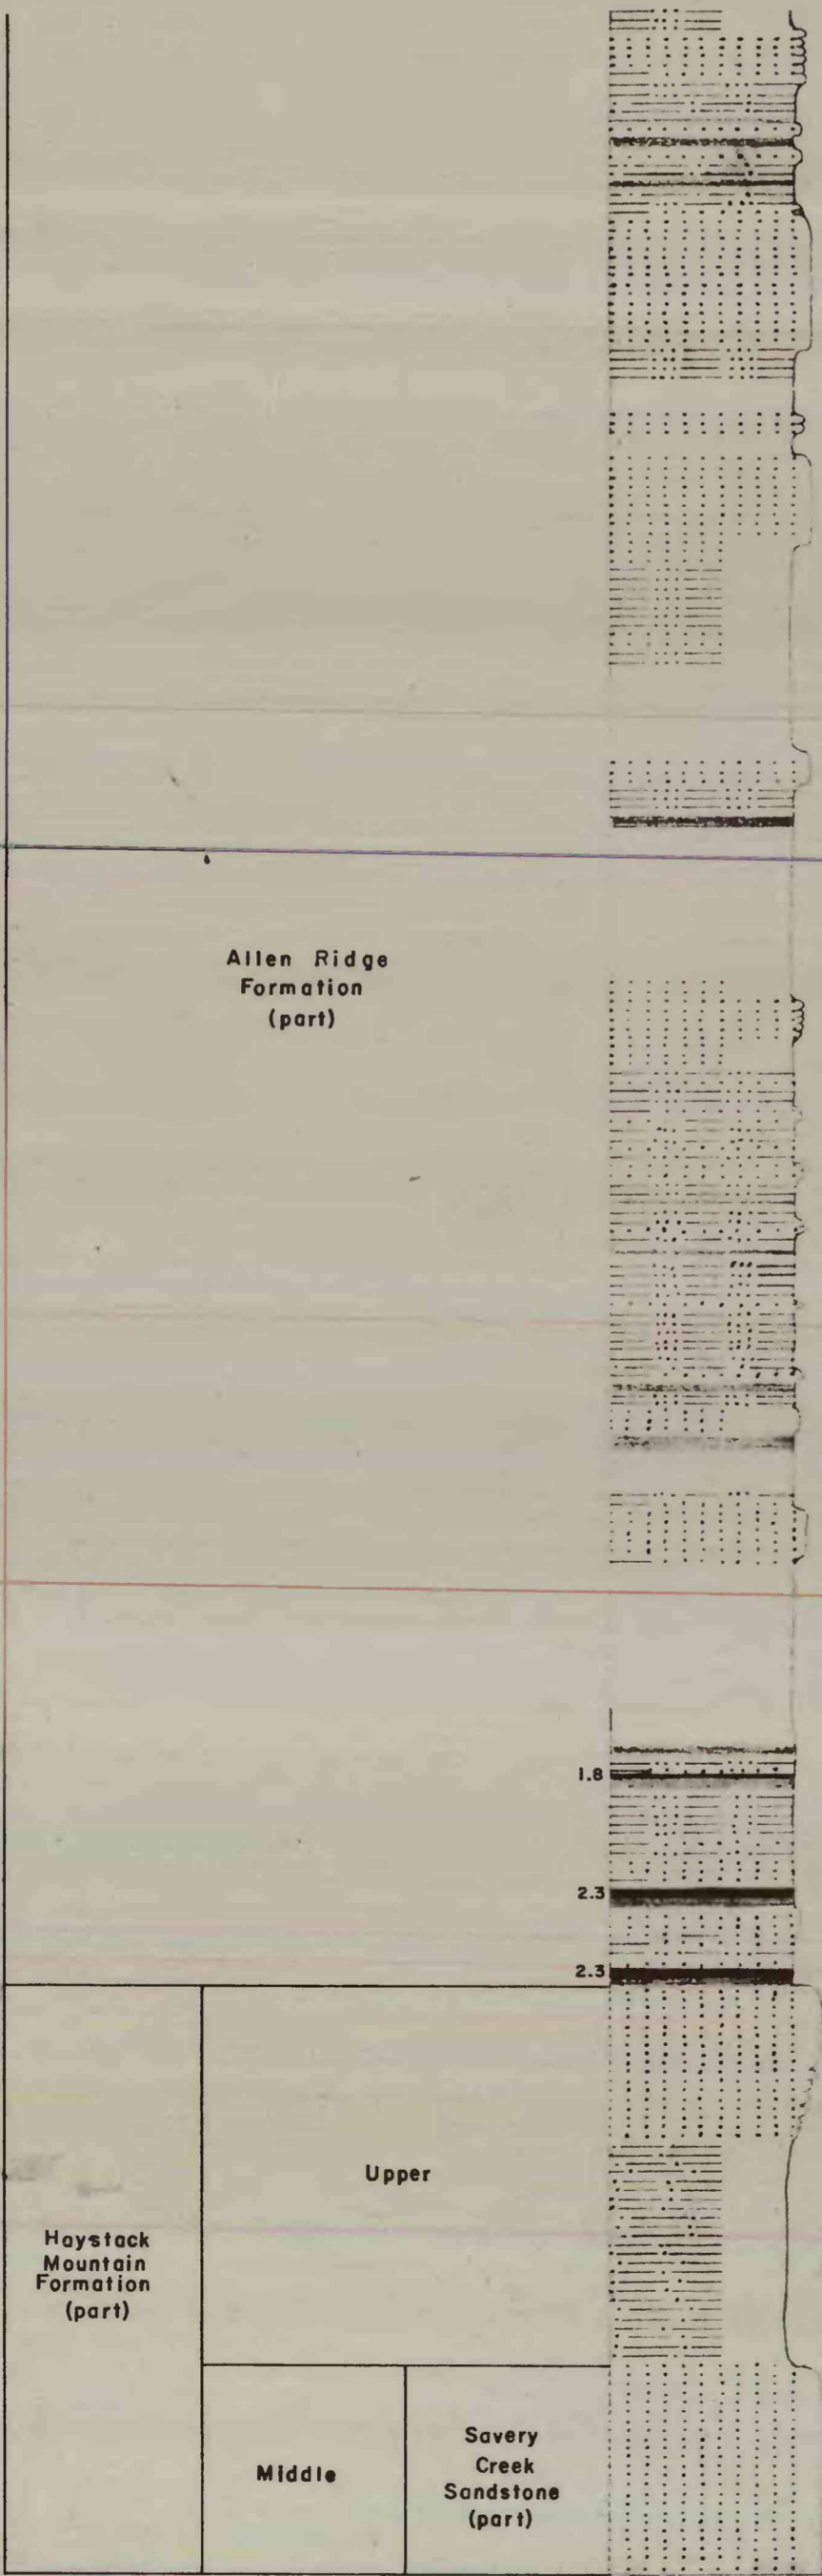 Allen Ridge
Formation
(part)
1.8
2.3
2.3
Upper
Haystack
Mountain
Formation
(part)
Middle
Savery
Creek
Sandstone
(part)